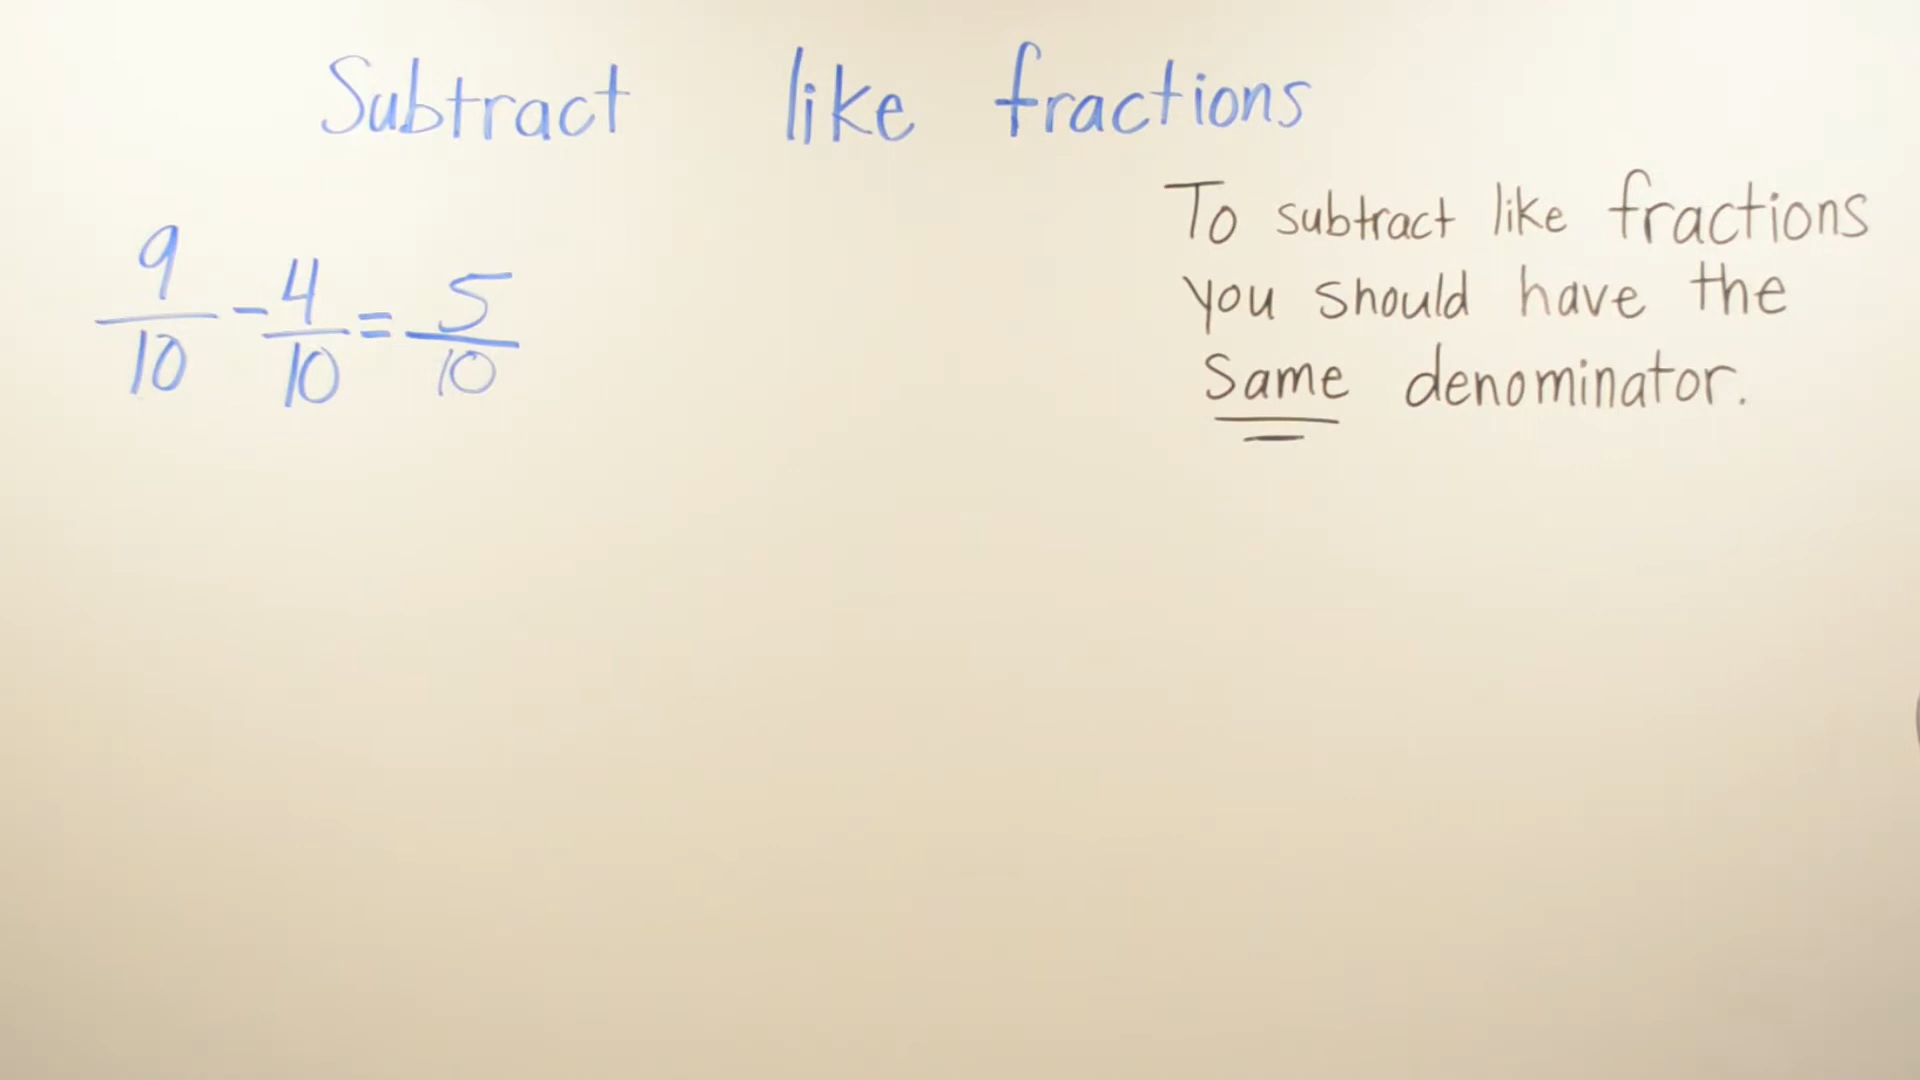 Subtract like fractions
To subtract like fractions
you should have the
Same denominator.
9/10 - 4/10 = 5/10